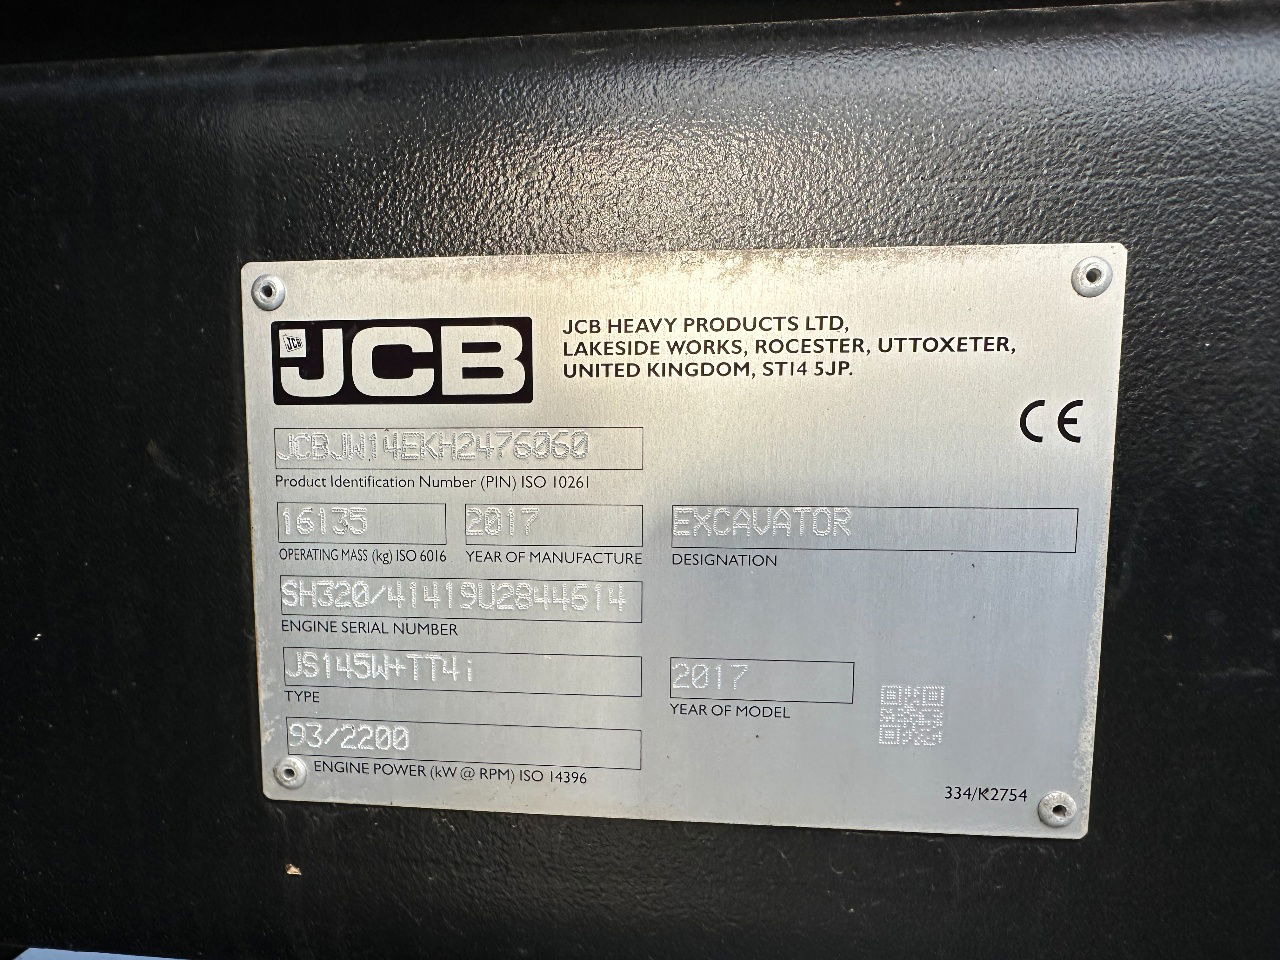 JCB
JCB
JCB HEAVY PRODUCTS LTD,
LAKESIDE WORKS, ROCESTER, UTTOXETER,
UNITED KINGDOM, ST14 5JP.
CE
JCBJW14EKH2476060
Product Identification Number (PIN) ISO 10261
16135
2017
EXCAVATOR
OPERATING MASS (kg) ISO 6016
YEAR OF MANUFACTURE
DESIGNATION
SH320/41419U2844614
ENGINE SERIAL NUMBER
JS145W+TT4i
2017
TYPE
YEAR OF MODEL
93/2200
ENGINE POWER (kW @ RPM) ISO 14396
334/K2754